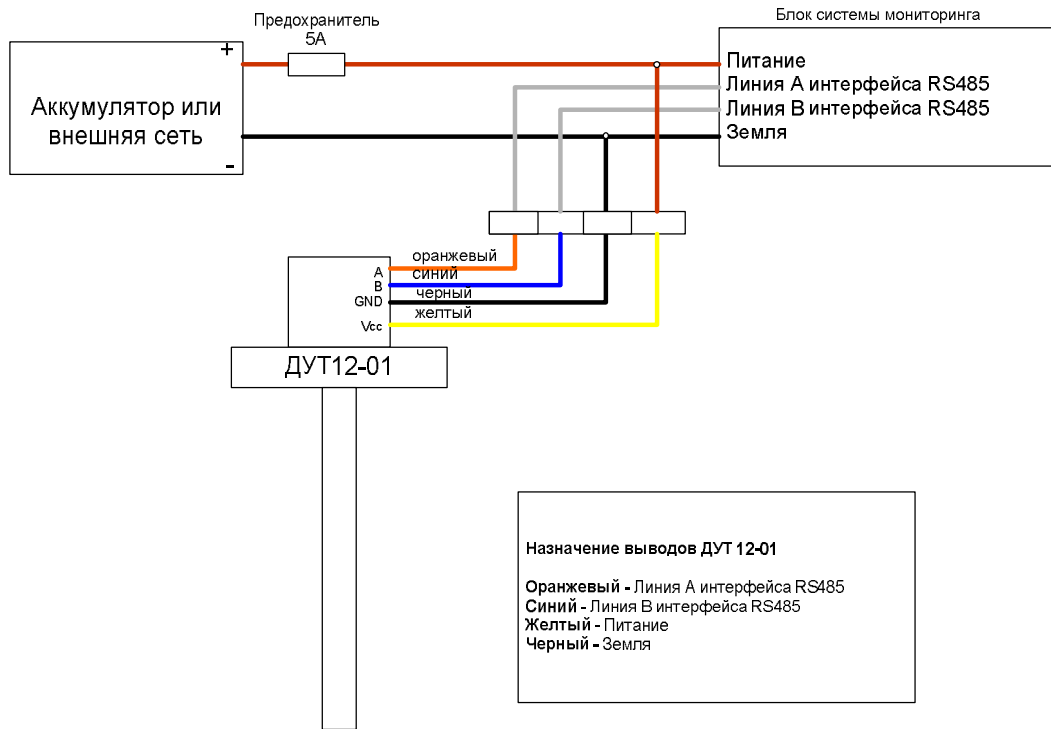 Предохранитель
5А
Блок системы мониторинга
+
Аккумулятор или
внешняя сеть
-
Питание
Линия А интерфейса RS485
Линия В интерфейса RS485
Земля
оранжевый
синий
черный
желтый
A
B
GND
Vcc
ДУТ12-01
Назначение выводов ДУТ 12-01
Оранжевый - Линия А интерфейса RS485
Синий - Линия В интерфейса RS485
Желтый - Питание
Черный - Земля